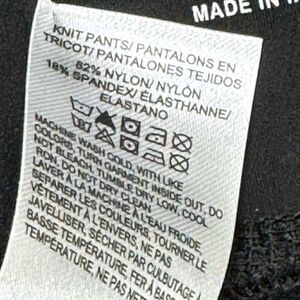 MADE IN
KNIT PANTS/ PANTALONS EN
TRICOT/ PANTALONES TEJIDOS
82% NYLON/ NYLÓN
18% SPANDEX/ ÉLASTHANNE/
ELASTANO
MACHINE WASH COLD, WITH LIKE
COLORS, TURN GARMENT INSIDE OUT, DO
NOT BLEACH, TUMBLE DRY LOW, COOL
IRON, DO NOT DRY CLEAN.
LAVER À LA MACHINE À L'EAU FROIDE,
SÉPARER LES COULEURS, TOURNER LE
VÊTEMENT À L'ENVERS, NE PAS
JAVELLISER, SÉCHER PAR CULBUTAGE À
BASSE TEMPÉRATURE, FER À BASSE
TEMPÉRATURE, NE PAS